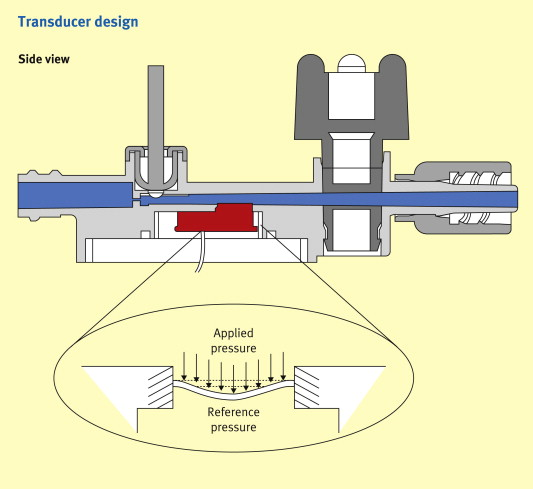 Transducer design
Side view
Applied
pressure
Reference
pressure